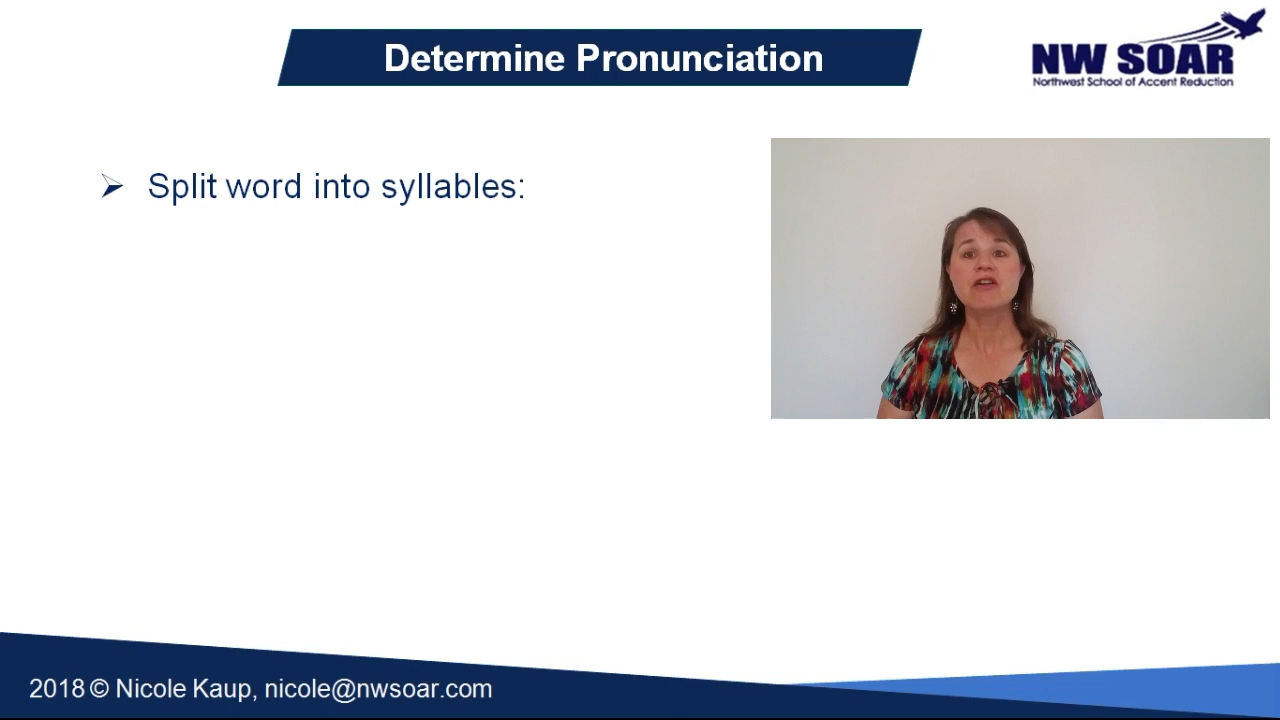 Determine Pronunciation
NW SOAR
Northwest School of Accent Reduction
Split word into syllables:
2018 © Nicole Kaup, nicole@nwsoar.com